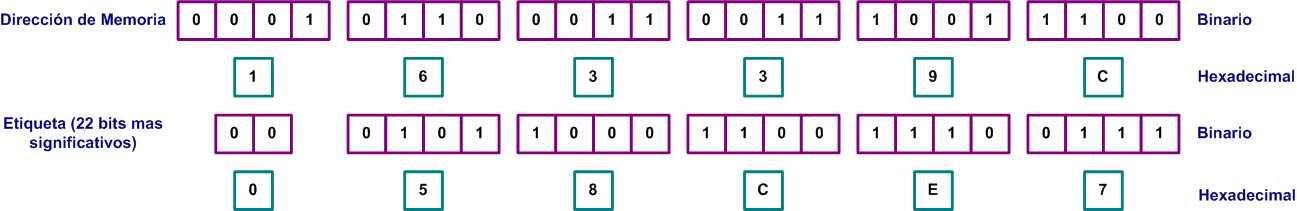 Dirección de Memoria 0 0 0 1 0 1 1 0 0 0 1 1 0 0 1 1 1 0 0 1 1 1 0 0 Binario
1 6 3 3 9 C Hexadecimal
Etiqueta (22 bits mas
significativos) 0 0 0 1 0 1 1 0 0 0 1 1 0 0 1 1 1 0 0 1 1 1 Binario
0 5 8 C E 7 Hexadecimal